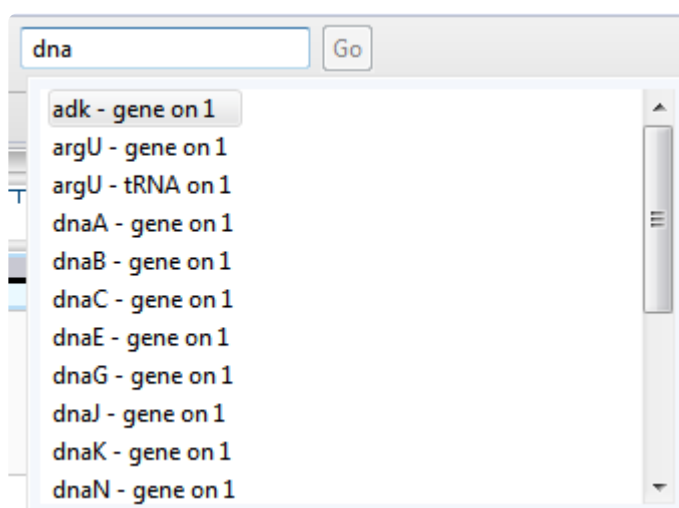 dna Go
adk - gene on 1
argU - gene on 1
argU - tRNA on 1
dnaA - gene on 1
dnaB - gene on 1
dnaC - gene on 1
dnaE - gene on 1
dnaG - gene on 1
dnaJ - gene on 1
dnaK - gene on 1
dnaN - gene on 1